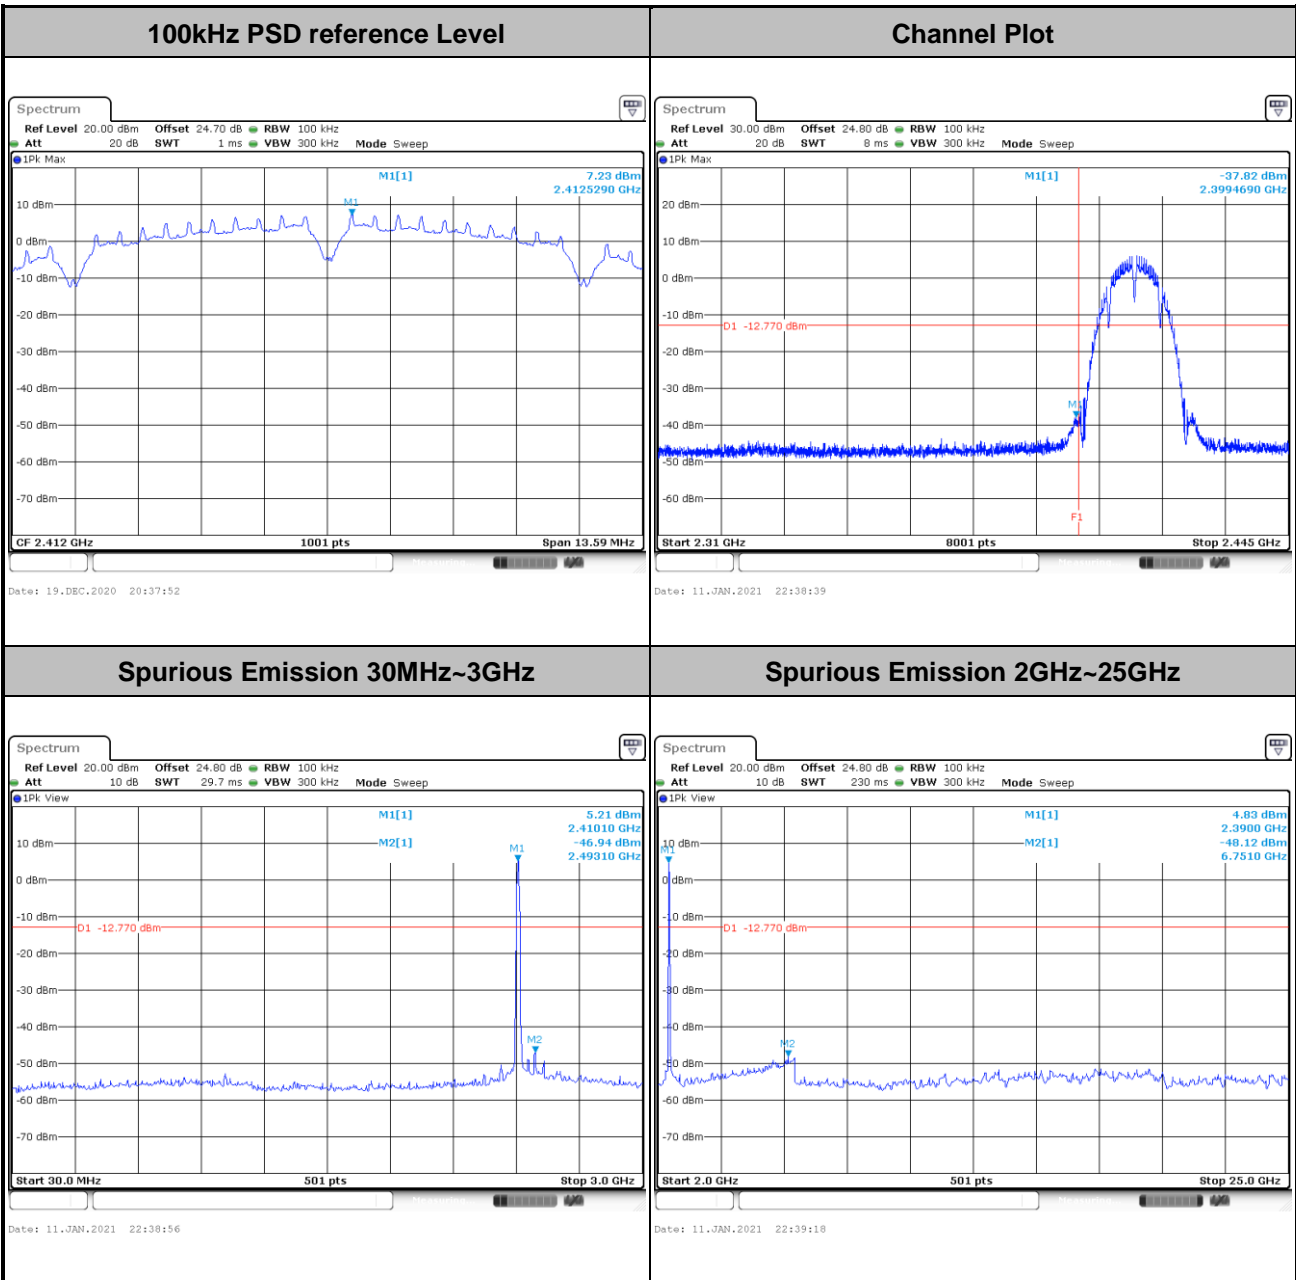 100kHz PSD reference Level
Channel Plot
Spectrum
Ref Level 20.00 dBm Offset 24.70 dB RBW 100 kHz
Att 20 dB SWT 1 ms VBW 300 kHz Mode Sweep
1Pk Max
M1[1] 7.23 dBm
2.4125290 GHz
M1
10 dBm
0 dBm
-10 dBm
-20 dBm
-30 dBm
-40 dBm
-50 dBm
-60 dBm
-70 dBm
CF 2.412 GHz 1001 pts Span 13.59 MHz
Measuring
Date: 19.DEC.2020 20:37:52
Spectrum
Ref Level 30.00 dBm Offset 24.80 dB RBW 100 kHz
Att 20 dB SWT 8 ms VBW 300 kHz Mode Sweep
1Pk Max
M1[1] -37.82 dBm
2.3994690 GHz
20 dBm
10 dBm
0 dBm
-10 dBm
D1 -12.770 dBm
-20 dBm
-30 dBm
M1
-40 dBm
-50 dBm
-60 dBm
F1
Start 2.31 GHz 8001 pts Stop 2.445 GHz
Measuring
Date: 11.JAN.2021 22:38:39
Spurious Emission 30MHz~3GHz
Spurious Emission 2GHz~25GHz
Spectrum
Ref Level 20.00 dBm Offset 24.80 dB RBW 100 kHz
Att 10 dB SWT 29.7 ms VBW 300 kHz Mode Sweep
1Pk View
M1[1] 5.21 dBm
2.41010 GHz
M2[1] -46.94 dBm
2.49310 GHz
M1
10 dBm
0 dBm
-10 dBm
D1 -12.770 dBm
-20 dBm
-30 dBm
-40 dBm
M2
-50 dBm
-60 dBm
-70 dBm
Start 30.0 MHz 501 pts Stop 3.0 GHz
Measuring
Date: 11.JAN.2021 22:38:56
Spectrum
Ref Level 20.00 dBm Offset 24.80 dB RBW 100 kHz
Att 10 dB SWT 230 ms VBW 300 kHz Mode Sweep
1Pk View
M1[1] 4.83 dBm
2.3900 GHz
M2[1] -48.12 dBm
6.7510 GHz
10 dBm
M1
0 dBm
-10 dBm
D1 -12.770 dBm
-20 dBm
-30 dBm
-40 dBm
M2
-50 dBm
-60 dBm
-70 dBm
Start 2.0 GHz 501 pts Stop 25.0 GHz
Measuring
Date: 11.JAN.2021 22:39:18